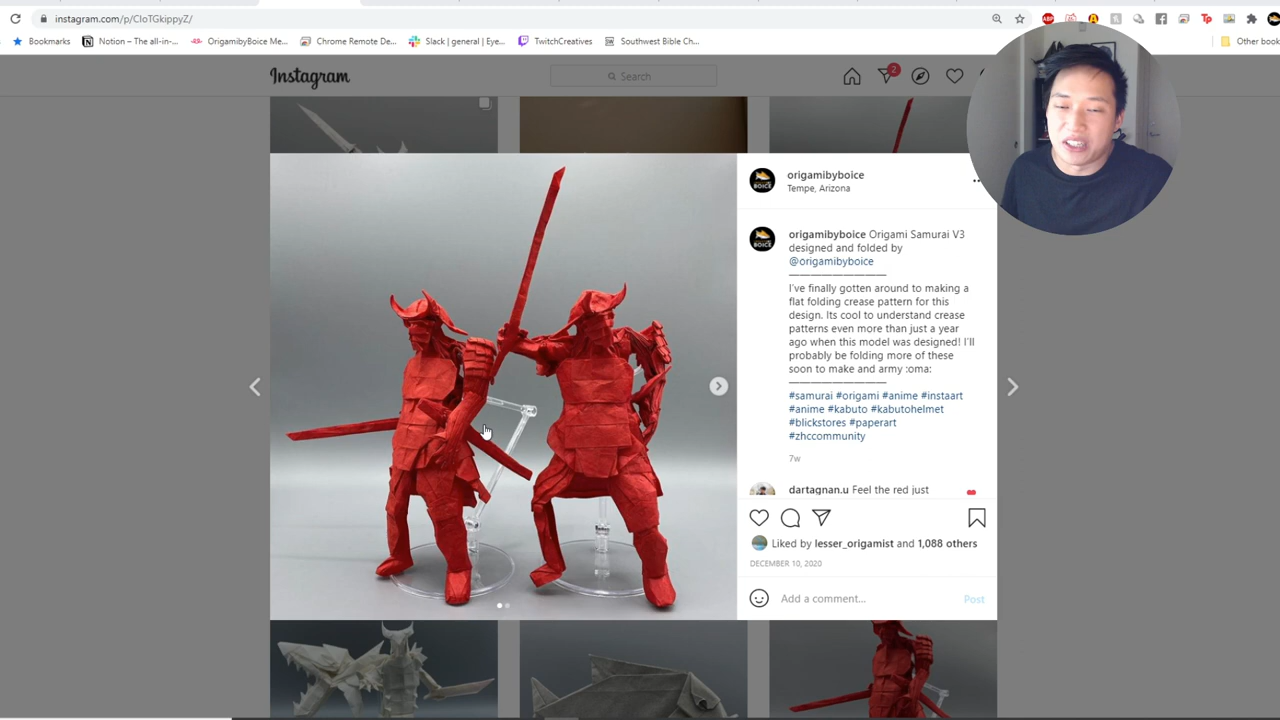 instagram.com/p/CIoTGkippyZ/
ABP
Tp
Bookmarks
Notion – The all-in-...
OrigamibyBoice Me...
Chrome Remote De...
Slack | general | Eye...
TwitchCreatives
Southwest Bible Ch...
Other book
Instagram
Search
2
origamibyboice
Tempe, Arizona
BOICE
origamibyboice Origami Samurai V3
designed and folded by
@origamibyboice
I've finally gotten around to making a
flat folding crease pattern for this
design. Its cool to understand crease
patterns even more than just a year
ago when this model was designed! I'll
probably be folding more of these
soon to make and army :oma:
#samurai #origami #anime #instaart
#anime #kabuto #kabutohelmet
#blickstores #paperart
#zhccommunity
7w
dartagnan.u Feel the red just
Liked by lesser_origamist and 1,088 others
DECEMBER 10, 2020
Add a comment...
Post